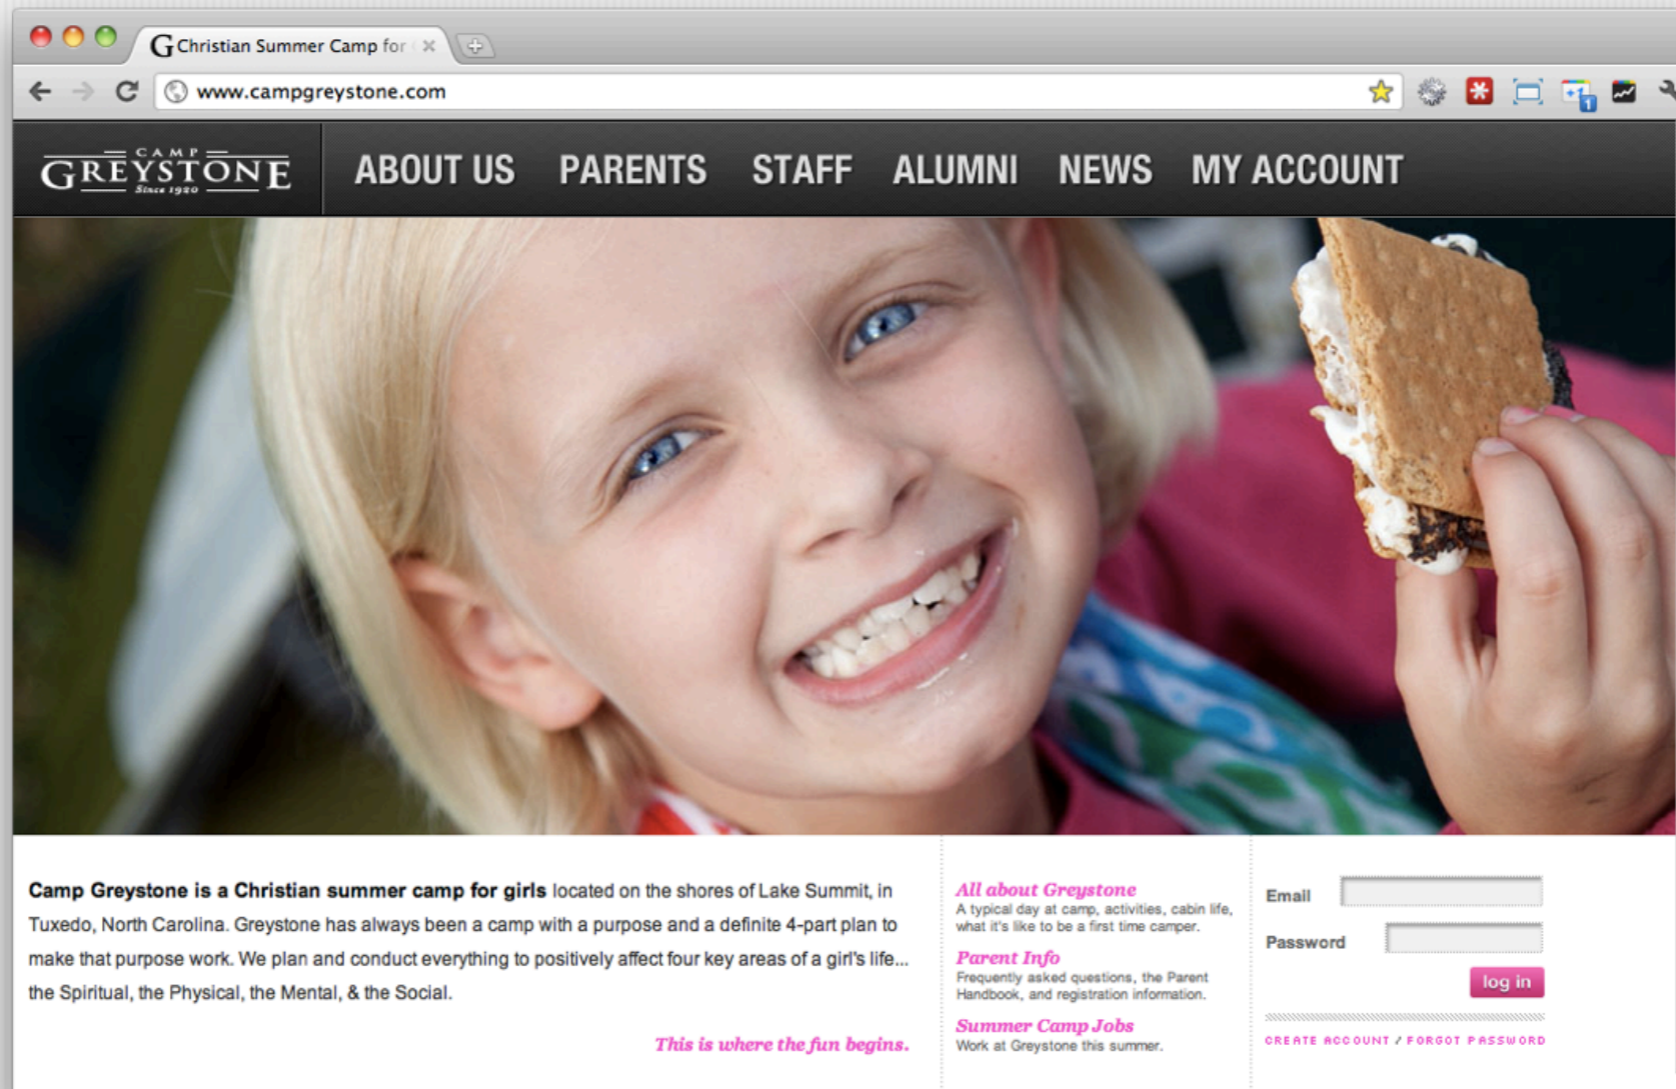 Christian Summer Camp for
www.campgreystone.com
CAMP
GREYSTONE
Since 1920
ABOUT US PARENTS STAFF ALUMNI NEWS MY ACCOUNT
Camp Greystone is a Christian summer camp for girls located on the shores of Lake Summit, in
Tuxedo, North Carolina. Greystone has always been a camp with a purpose and a definite 4-part plan to
make that purpose work. We plan and conduct everything to positively affect four key areas of a girl's life...
the Spiritual, the Physical, the Mental, & the Social.
This is where the fun begins.
All about Greystone
A typical day at camp, activities, cabin life,
what it's like to be a first time camper.
Parent Info
Frequently asked questions, the Parent
Handbook, and registration information.
Summer Camp Jobs
Work at Greystone this summer.
Email
Password
log in
CREATE ACCOUNT / FORGOT PASSWORD